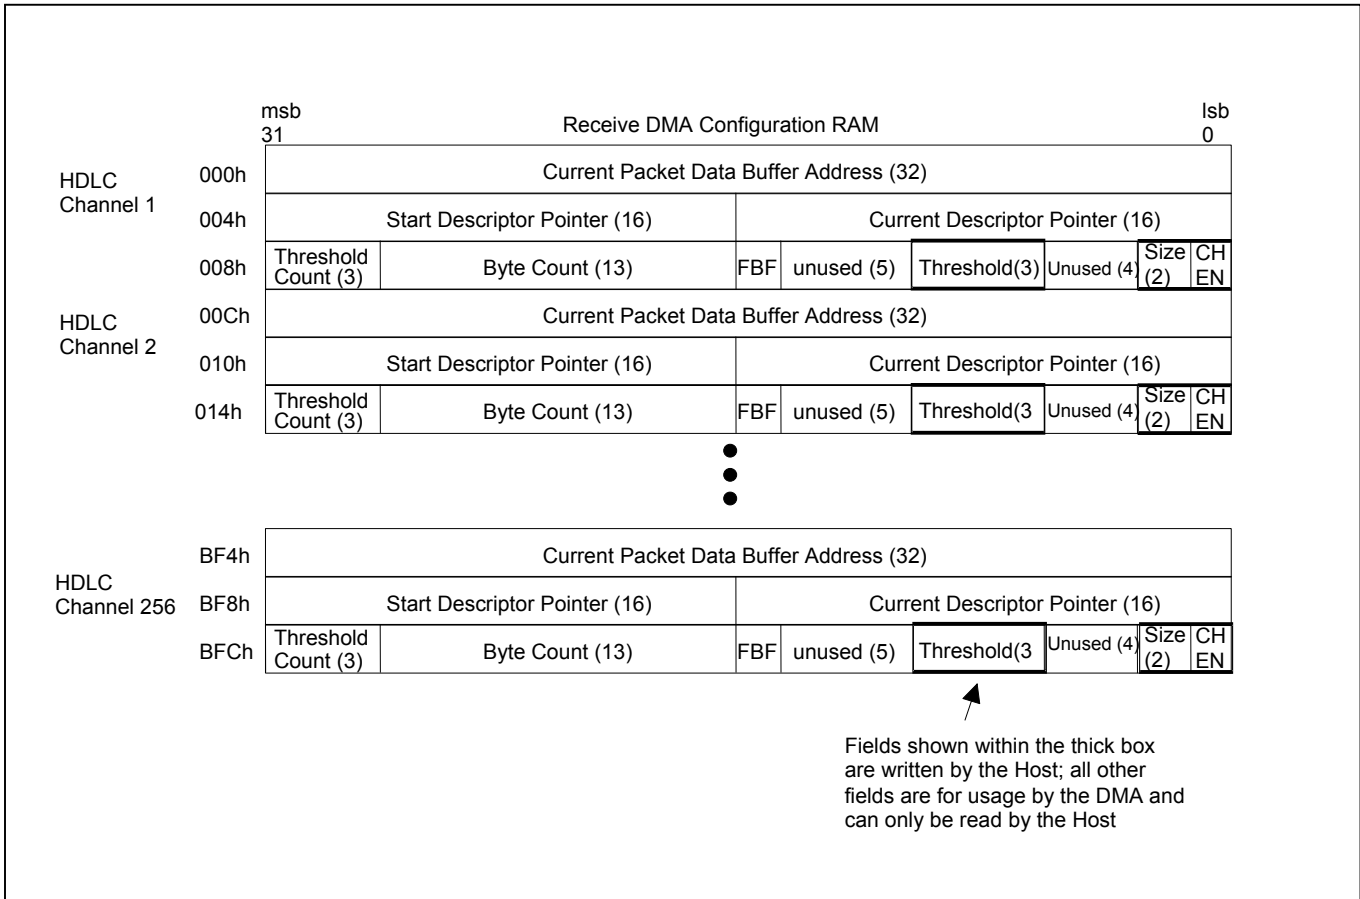 msb
31
Receive DMA Configuration RAM
lsb
0
HDLC
Channel 1
000h
Current Packet Data Buffer Address (32)
004h
Start Descriptor Pointer (16)
Current Descriptor Pointer (16)
008h
Threshold
Count (3)
Byte Count (13)
FBF
unused (5)
Threshold(3)
Unused (4)
Size
(2)
CH
EN
HDLC
Channel 2
00Ch
Current Packet Data Buffer Address (32)
010h
Start Descriptor Pointer (16)
Current Descriptor Pointer (16)
014h
Threshold
Count (3)
Byte Count (13)
FBF
unused (5)
Threshold(3
Unused (4)
Size
(2)
CH
EN
HDLC
Channel 256
BF4h
Current Packet Data Buffer Address (32)
BF8h
Start Descriptor Pointer (16)
Current Descriptor Pointer (16)
BFCh
Threshold
Count (3)
Byte Count (13)
FBF
unused (5)
Threshold(3
Unused (4)
Size
(2)
CH
EN
Fields shown within the thick box
are written by the Host; all other
fields are for usage by the DMA and
can only be read by the Host